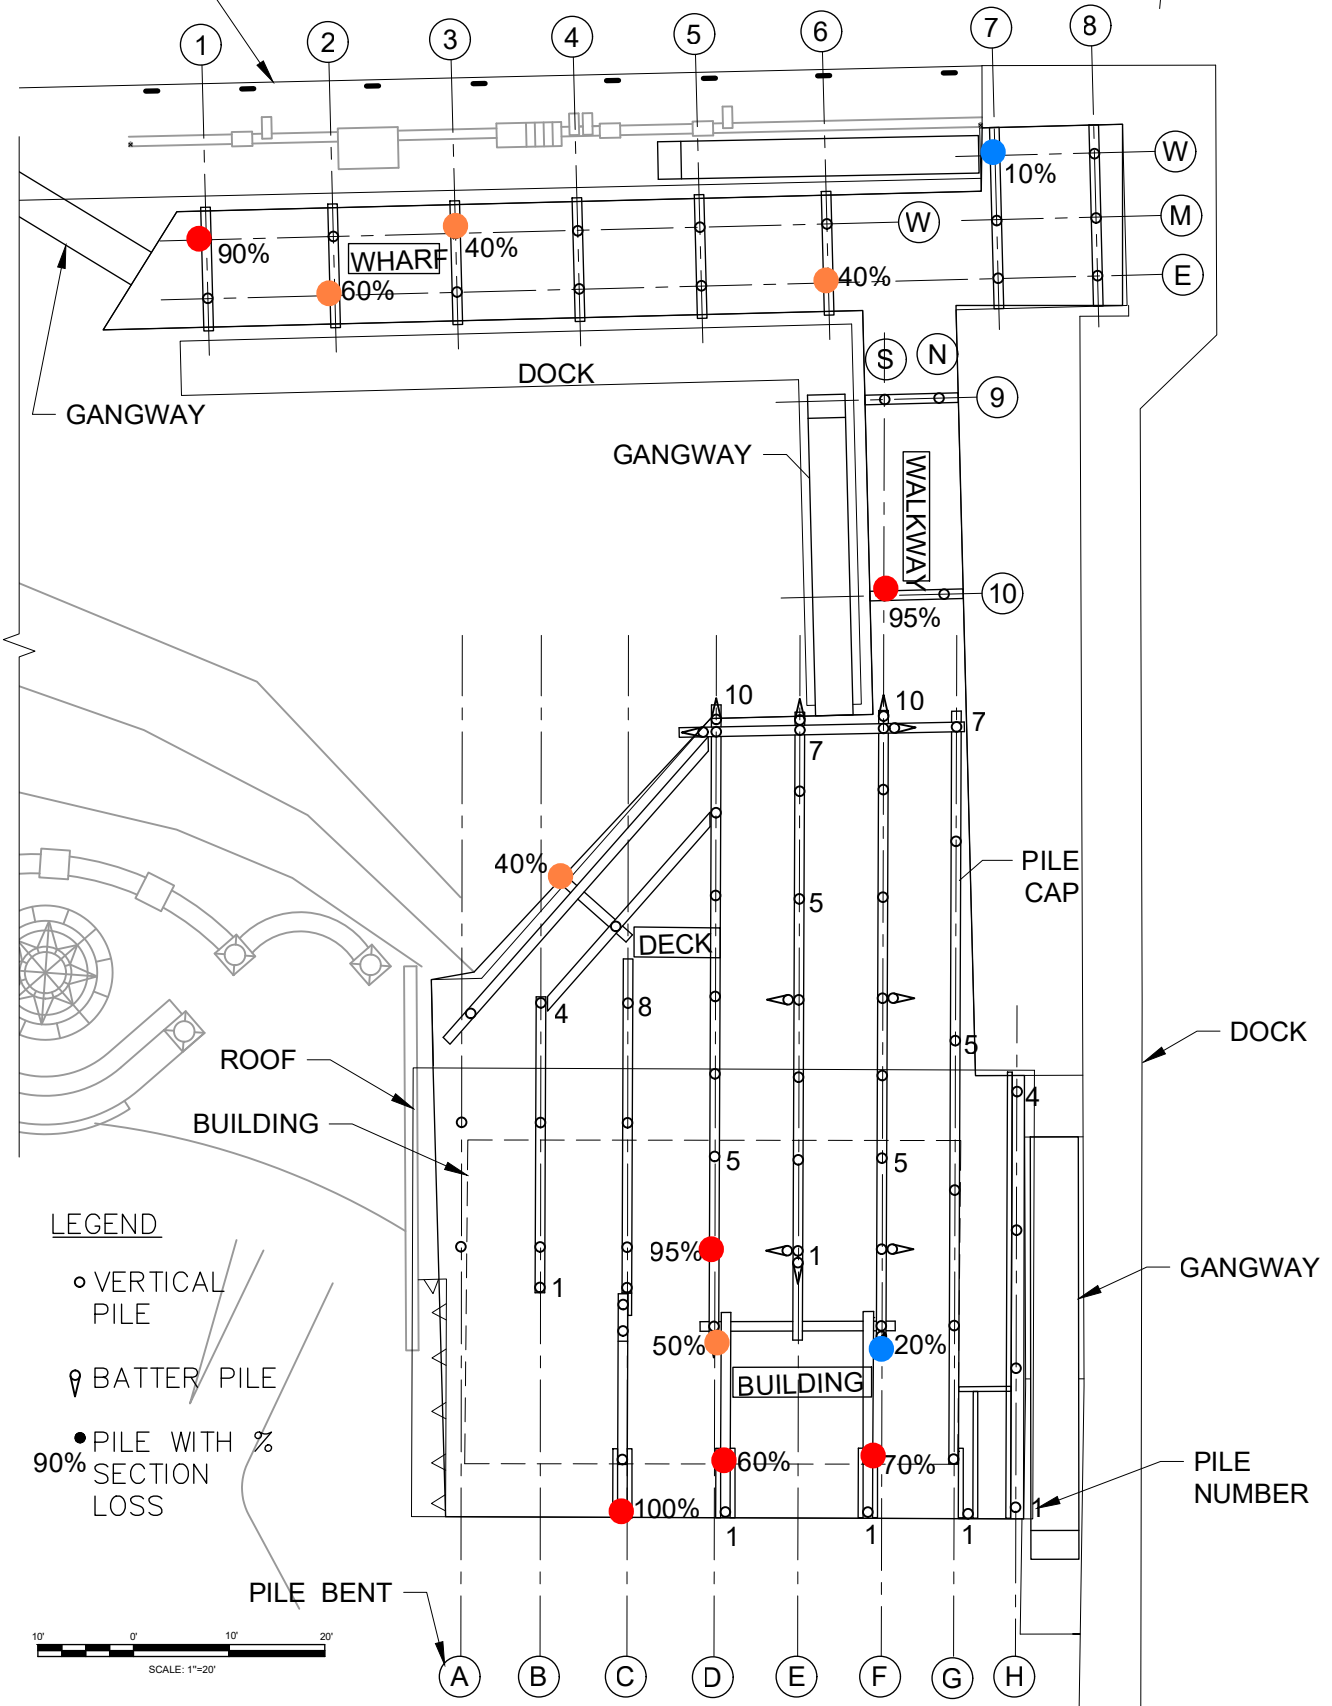 1 2 3 4 5 6 7 8
W
10%
M
W
90%
40%
WHARF
E
60%
40%
S N
DOCK
9
GANGWAY
GANGWAY
WALKWAY
10
95%
10
10
7
7
40%
PILE
CAP
5
DECK
4
8
DOCK
5
ROOF
4
BUILDING
5
5
LEGEND
95%
1
VERTICAL
PILE
1
GANGWAY
50%
20%
BATTER PILE
BUILDING
PILE WITH %
90%
SECTION
LOSS
60%
70%
PILE
NUMBER
100%
1
1
1
1
PILE BENT
10' 0' 10' 20'
SCALE: 1"=20'
A B C D E F G H